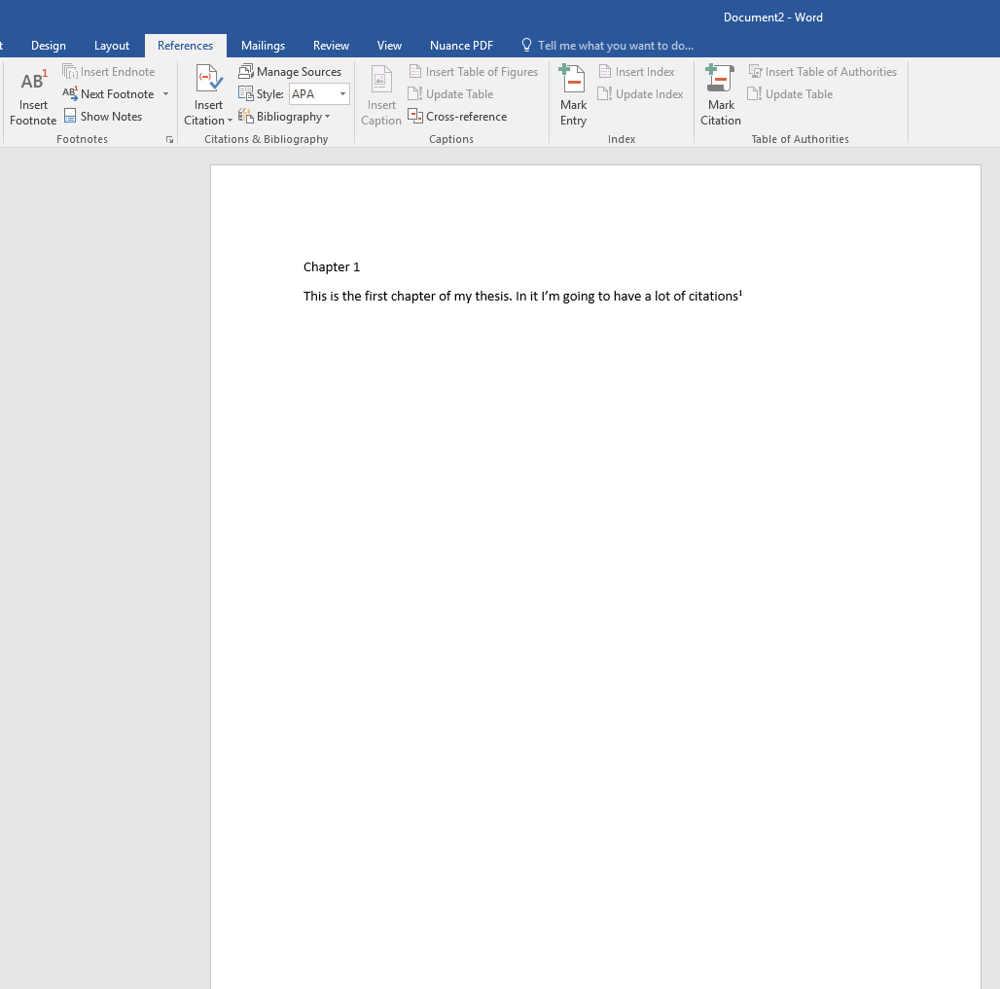 Document2 - Word
t Design Layout References Mailings Review View Nuance PDF Tell me what you want to do...
AB1 Insert Endnote Manage Sources Insert Table of Figures Insert Index Insert Table of Authorities
AB1 Next Footnote Style: APA Update Table Update Index Update Table
Insert Footnote Show Notes Insert Citation Bibliography Insert Caption Cross-reference Mark Entry Mark Citation
Footnotes Citations & Bibliography Captions Index Table of Authorities
Chapter 1
This is the first chapter of my thesis. In it I’m going to have a lot of citations¹